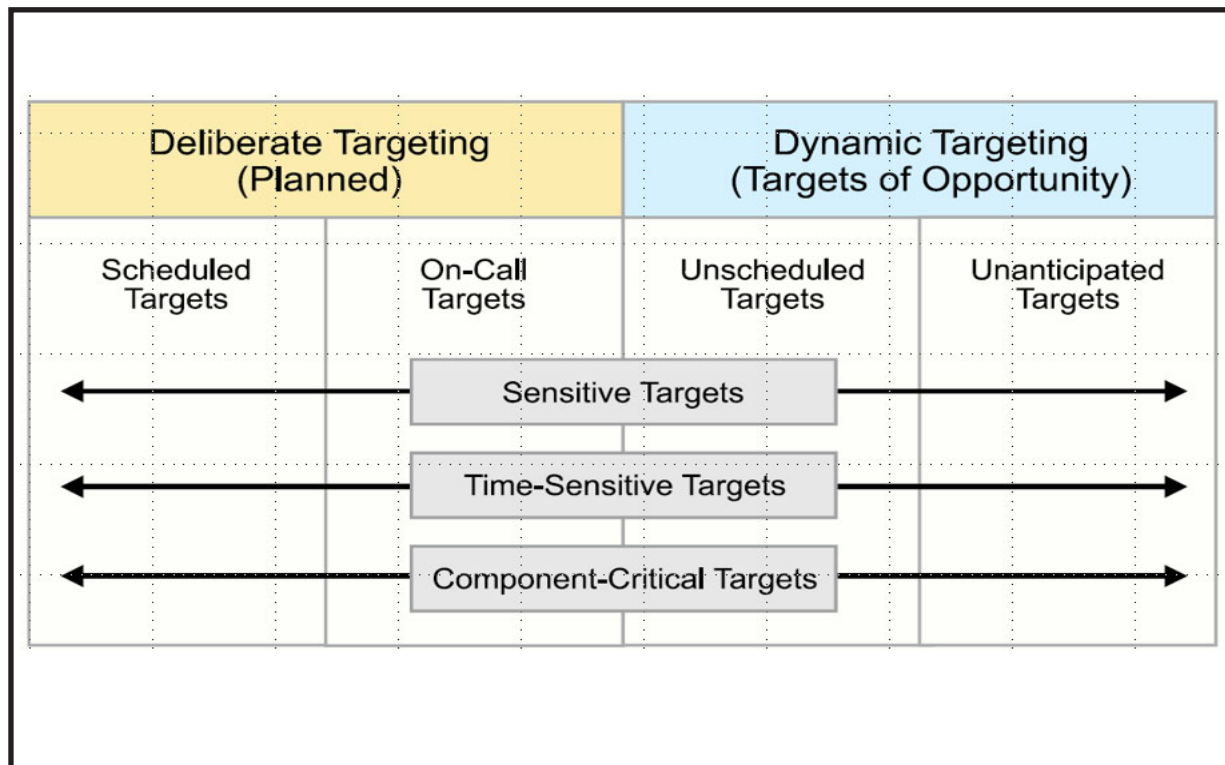 Deliberate Targeting
(Planned)
Dynamic Targeting
(Targets of Opportunity)
Scheduled
Targets
On-Call
Targets
Unscheduled
Targets
Unanticipated
Targets
Sensitive Targets
Time-Sensitive Targets
Component-Critical Targets